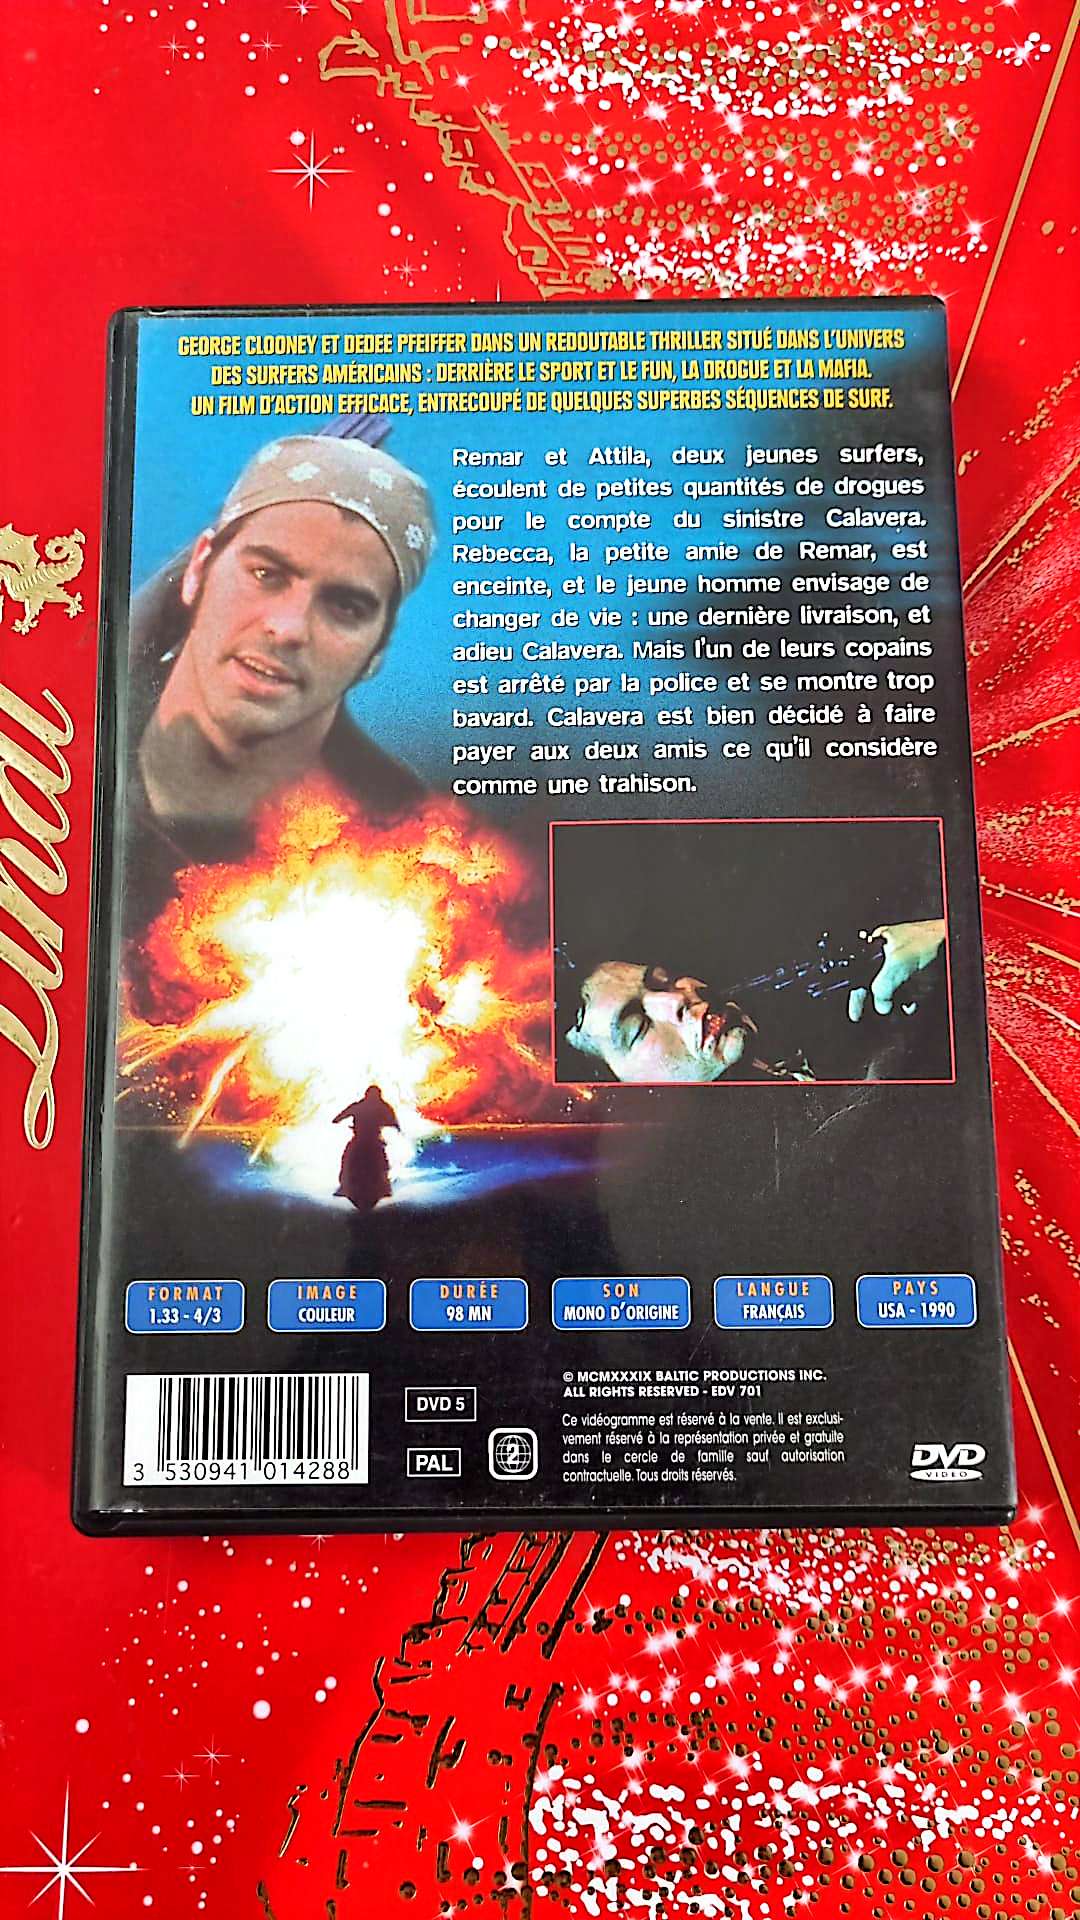 GEORGE CLOONEY ET DEDEE PFEIFFER DANS UN REDOUTABLE THRILLER SITUÉ DANS L'UNIVERS
DES SURFERS AMÉRICAINS : DERRIÈRE LE SPORT ET LE FUN, LA DROGUE ET LA MAFIA.
UN FILM D'ACTION EFFICACE, ENTRECOUPÉ DE QUELQUES SUPERBES SÉQUENCES DE SURF.
Remar et Attila, deux jeunes surfers,
écoulent de petites quantités de drogues
pour le compte du sinistre Calavera.
Rebecca, la petite amie de Remar, est
enceinte, et le jeune homme envisage de
changer de vie : une dernière livraison, et
adieu Calavera. Mais l'un de leurs copains
est arrêté par la police et se montre trop
bavard. Calavera est bien décidé à faire
payer aux deux amis ce qu'il considère
comme une trahison.
Lindt
FORMAT
1.33 - 4/3
IMAGE
COULEUR
DURÉE
98 MN
SON
MONO D'ORIGINE
LANGUE
FRANÇAIS
PAYS
USA - 1990
3 530941 014288
DVD 5
PAL
2
© MCMXXXIX BALTIC PRODUCTIONS INC.
ALL RIGHTS RESERVED - EDV 701
Ce vidéogramme est réservé à la vente. Il est exclusi-
vement réservé à la représentation privée et gratuite
dans le cercle de famille sauf autorisation
contractuelle. Tous droits réservés.
DVD
VIDEO